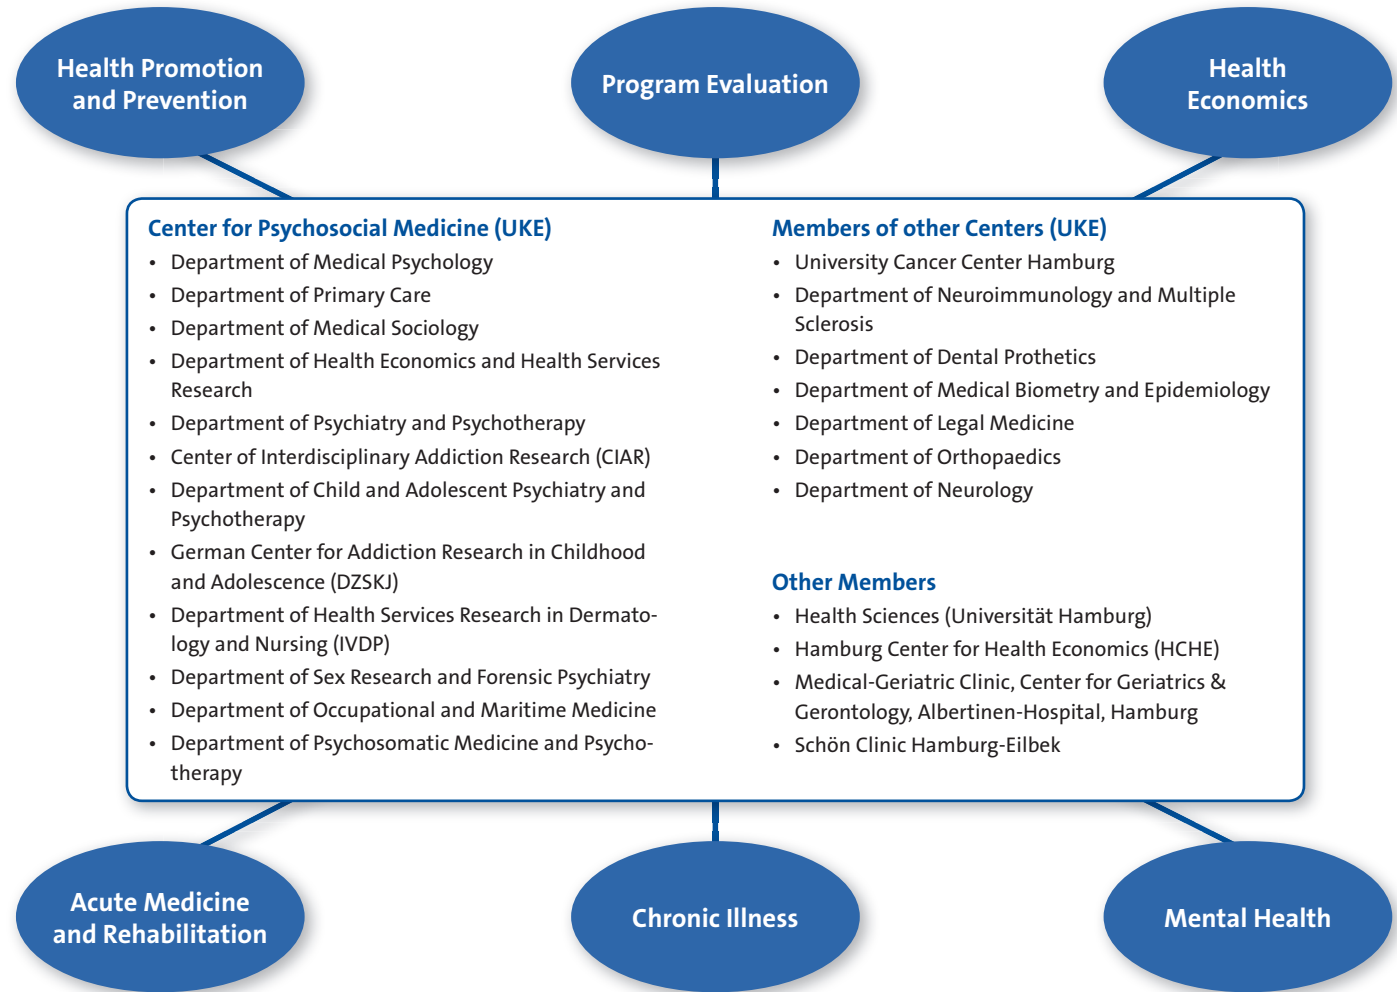 Health Promotion
and Prevention
Program Evaluation
Health
Economics
Center for Psychosocial Medicine (UKE)
• Department of Medical Psychology
• Department of Primary Care
• Department of Medical Sociology
• Department of Health Economics and Health Services
Research
• Department of Psychiatry and Psychotherapy
• Center of Interdisciplinary Addiction Research (CIAR)
• Department of Child and Adolescent Psychiatry and
Psychotherapy
• German Center for Addiction Research in Childhood
and Adolescence (DZSKJ)
• Department of Health Services Research in Dermato-
logy and Nursing (IVDP)
• Department of Sex Research and Forensic Psychiatry
• Department of Occupational and Maritime Medicine
• Department of Psychosomatic Medicine and Psycho-
therapy
Members of other Centers (UKE)
• University Cancer Center Hamburg
• Department of Neuroimmunology and Multiple
Sclerosis
• Department of Dental Prothetics
• Department of Medical Biometry and Epidemiology
• Department of Legal Medicine
• Department of Orthopaedics
• Department of Neurology
Other Members
• Health Sciences (Universität Hamburg)
• Hamburg Center for Health Economics (HCHE)
• Medical-Geriatric Clinic, Center for Geriatrics &
Gerontology, Albertinen-Hospital, Hamburg
• Schön Clinic Hamburg-Eilbek
Acute Medicine
and Rehabilitation
Chronic Illness
Mental Health